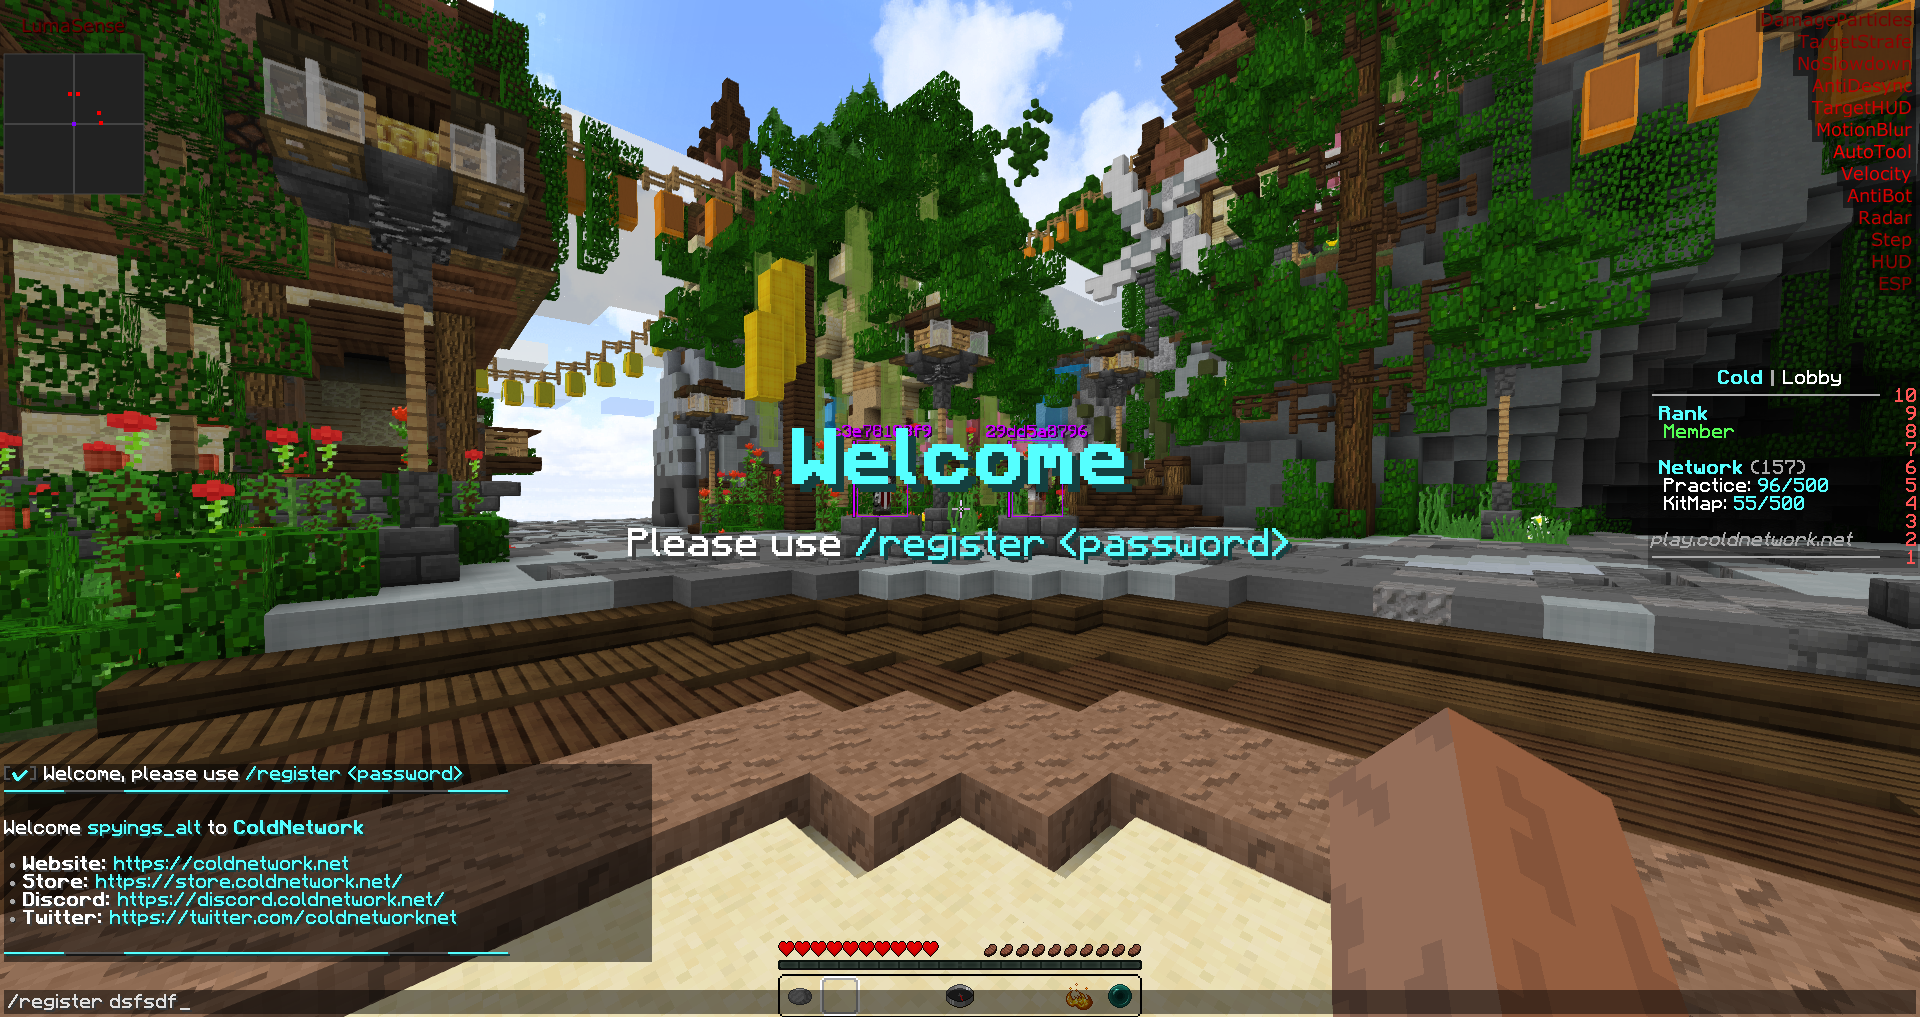 LumaSense
DamageParticles
TargetStrafe
NoSlowdown
AntiDesync
TargetHUD
MotionBlur
AutoTool
Velocity
AntiBot
Radar
Step
HUD
ESP
Cold | Lobby
10
Rank 9
Member 8
7
Network (157) 6
Practice: 96/500 5
KitMap: 55/500 4
3
play.coldnetwork.net 2
1
29dd5a8796
Welcome
Please use /register <password>
[✔] Welcome, please use /register <password>
Welcome spyings_alt to ColdNetwork
• Website: https://coldnetwork.net
• Store: https://store.coldnetwork.net/
• Discord: https://discord.coldnetwork.net/
• Twitter: https://twitter.com/coldnetworknet
/register dsfsdf_